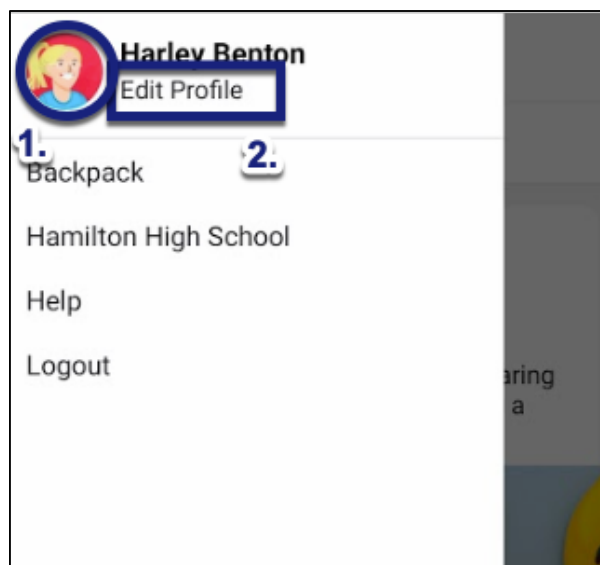 Harley Benton
Edit Profile
1.
2.
Backpack
Hamilton High School
Help
Logout
aring
a